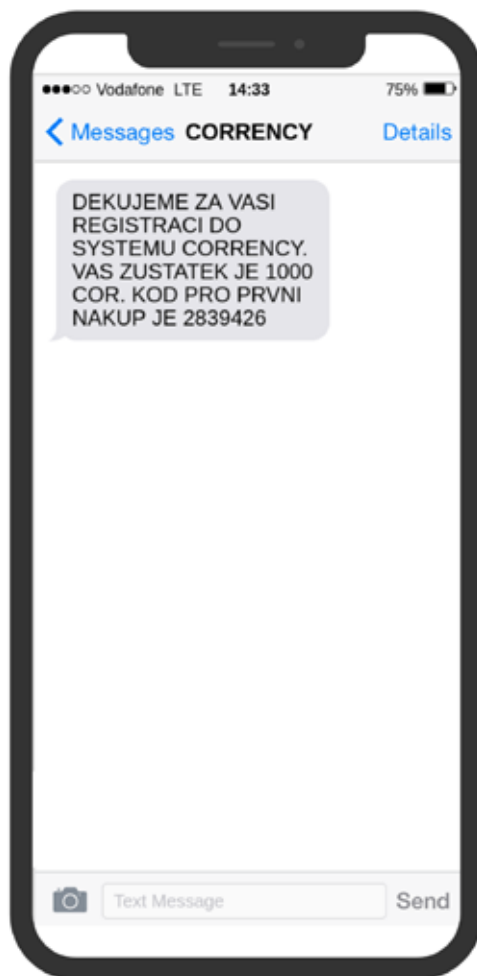 Vodafone LTE 14:33 75%
Messages CORRENCY Details
DEKUJEME ZA VASI
REGISTRACI DO
SYSTEMU CORRENCY.
VAS ZUSTATEK JE 1000
COR. KOD PRO PRVNI
NAKUP JE 2839426
Text Message Send